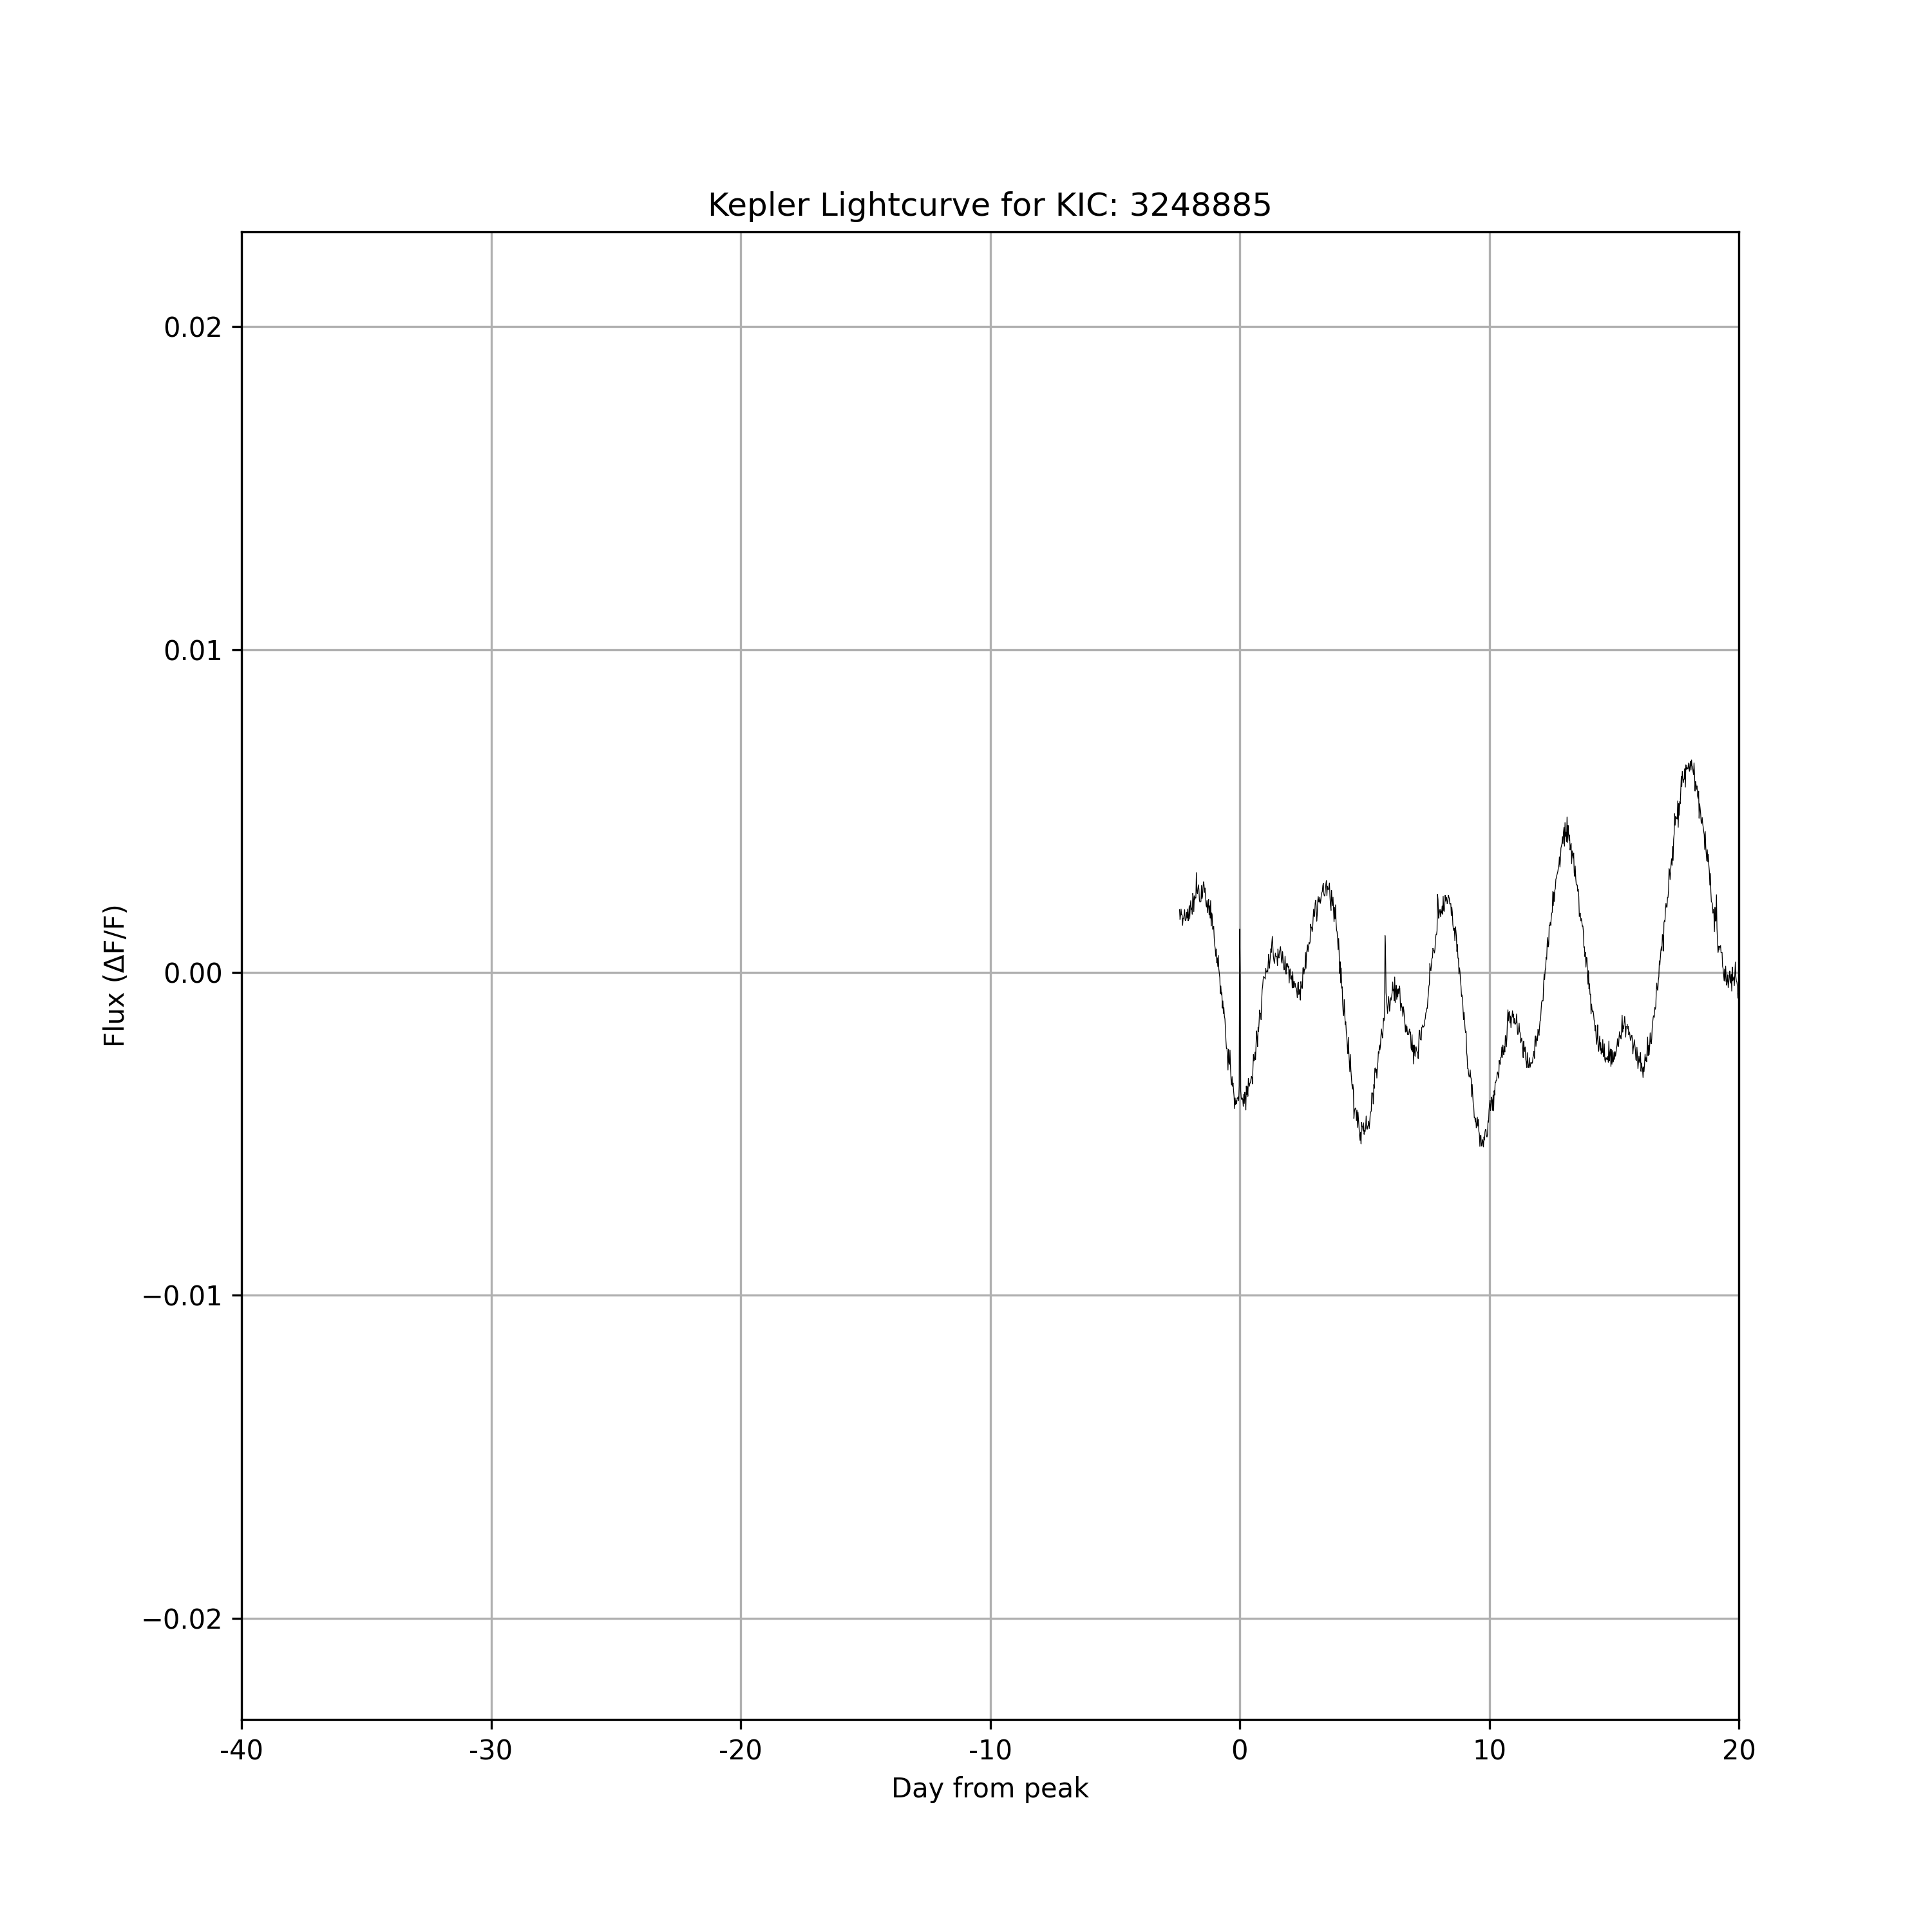 Kepler Lightcurve for KIC: 3248885
0.02
0.01
0.00
−0.01
−0.02
Flux (ΔF/F)
-40 -30 -20 -10 0 10 20
Day from peak